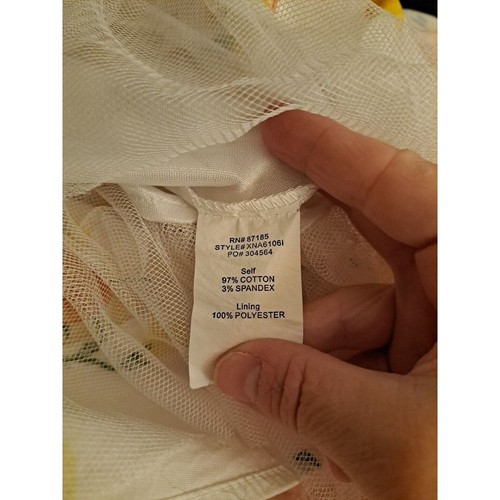 RN# 87185
STYLE# XNA6106I
PO# 304564
Self
97% COTTON
3% SPANDEX
Lining
100% POLYESTER